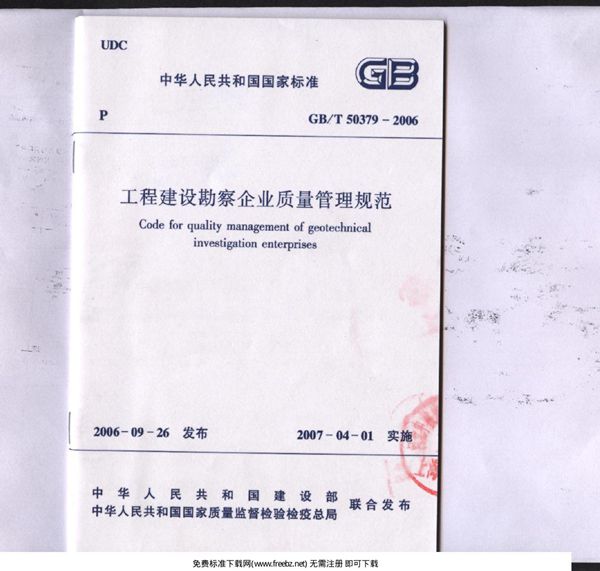 UDC
中华人民共和国国家标准
GB
P
GB/T 50379－2006
工程建设勘察企业质量管理规范
Code for quality management of geotechnical
investigation enterprises
2006－09－26 发布
2007－04－01 实施
中华人民共和国建设部
中华人民共和国国家质量监督检验检疫总局
联合发布
免费标准下载网(www.freebz.net) 无需注册 即可下载